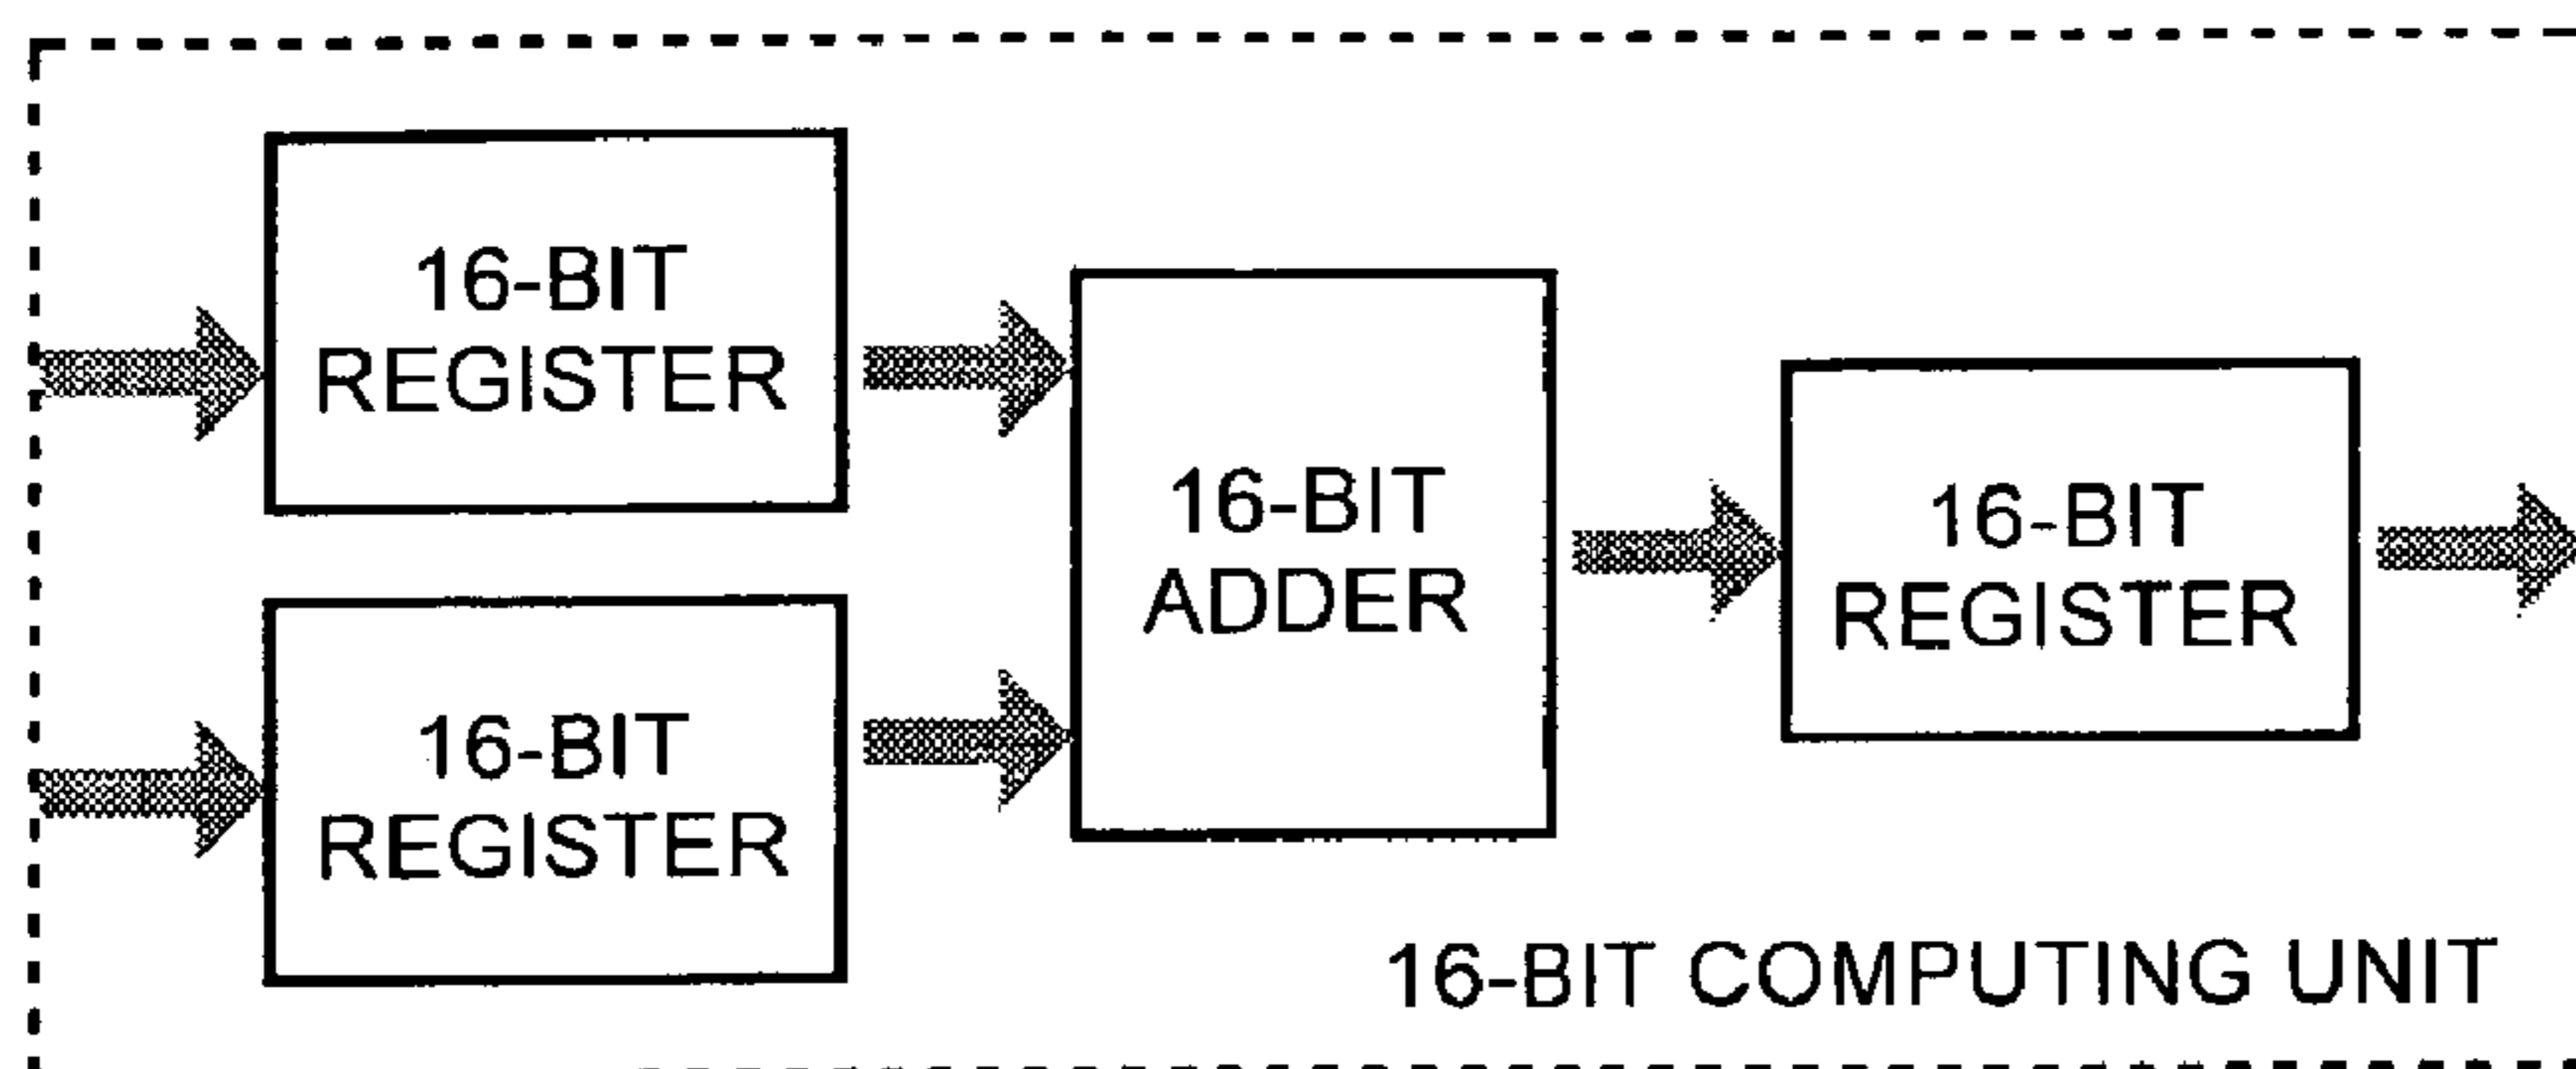 16-BIT
REGISTER
16-BIT
REGISTER
16-BIT
ADDER
16-BIT
REGISTER
16-BIT COMPUTING UNIT